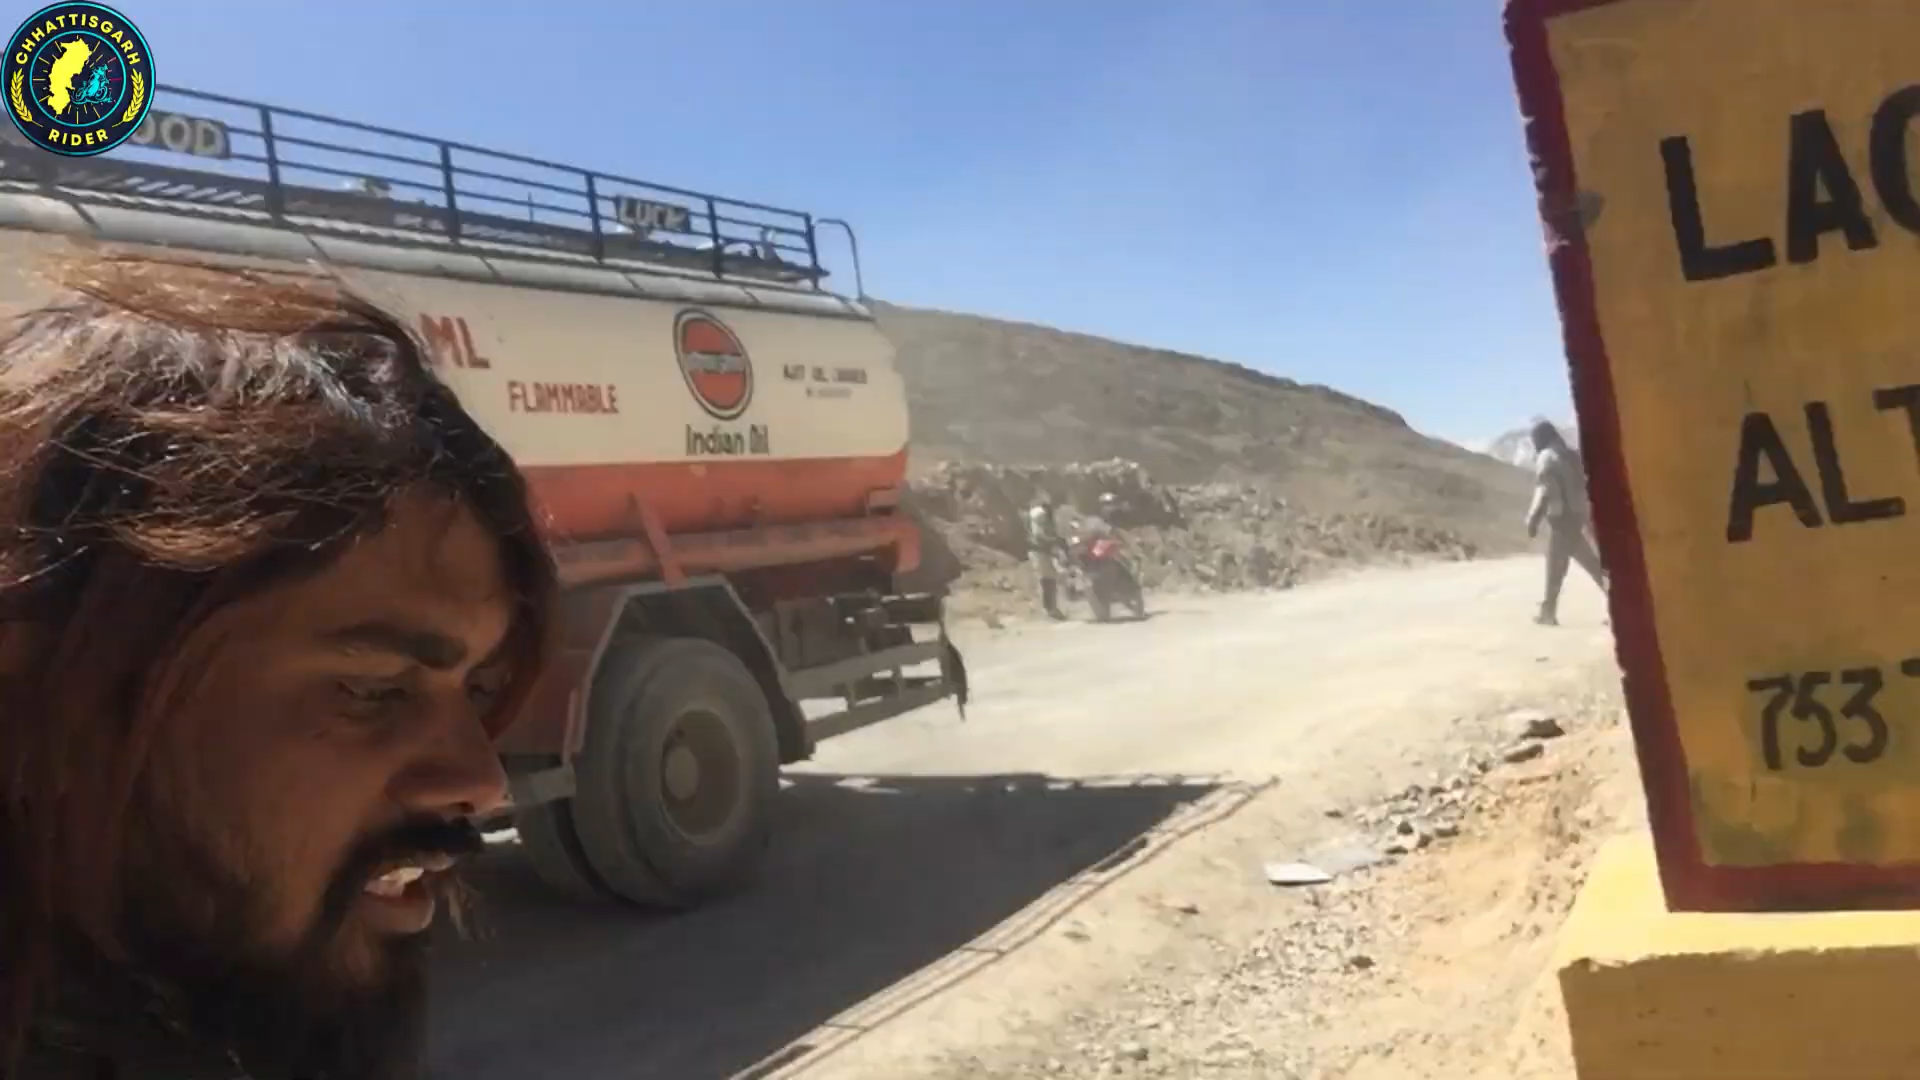 CHHATTISGARH
RIDER
OOD
LUCK
ML
FLAMMABLE
Indian Oil
LAC
ALT
753